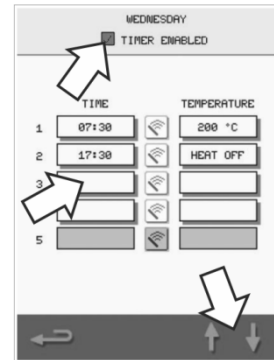 WEDNESDAY
TIMER ENABLED
TIME TEMPERATURE
1 07:30 200 °C
2 17:30 HEAT OFF
3
5